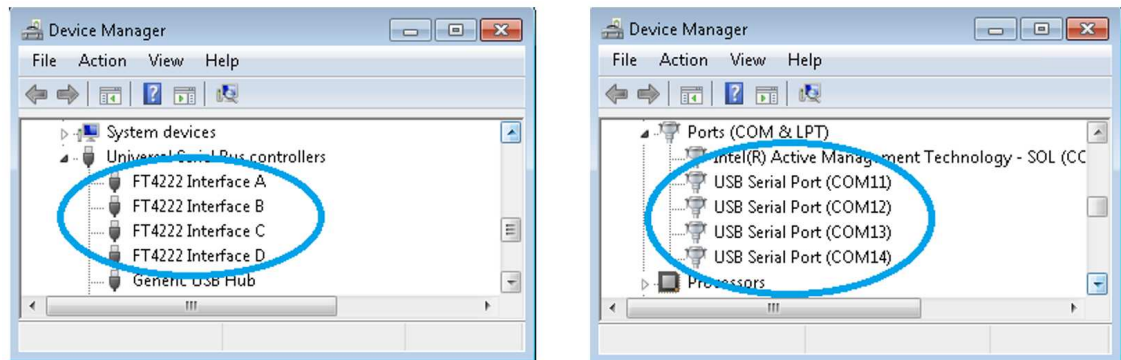 Device Manager
File Action View Help
System devices
Universal Serial Bus controllers
FT4222 Interface A
FT4222 Interface B
FT4222 Interface C
FT4222 Interface D
Generic USB Hub
Device Manager
File Action View Help
Ports (COM & LPT)
Intel(R) Active Management Technology - SOL (CC
USB Serial Port (COM11)
USB Serial Port (COM12)
USB Serial Port (COM13)
USB Serial Port (COM14)
Processors